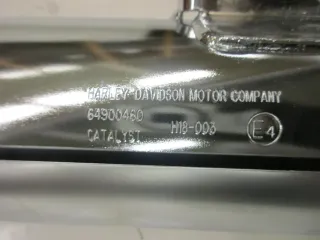 HARLEY-DAVIDSON MOTOR COMPANY
64900460
CATALYST H18-003 E4